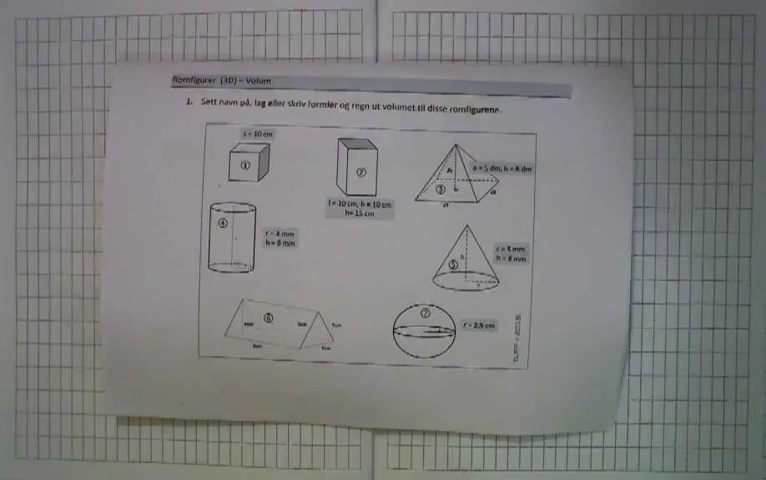 Romfigurer (3D) – Volum
1. Sett navn på, lag eller skriv formler og regn ut volumet til disse romfigurene.
s = 10 cm
1
2
l = 10 cm, b = 10 cm
h= 15 cm
h
a = 5 dm, h = 6 dm
3
a
a
4
r = 3 mm
h = 8 mm
h
5
r = 3 mm
h = 8 mm
r
6
7
r = 2,5 cm